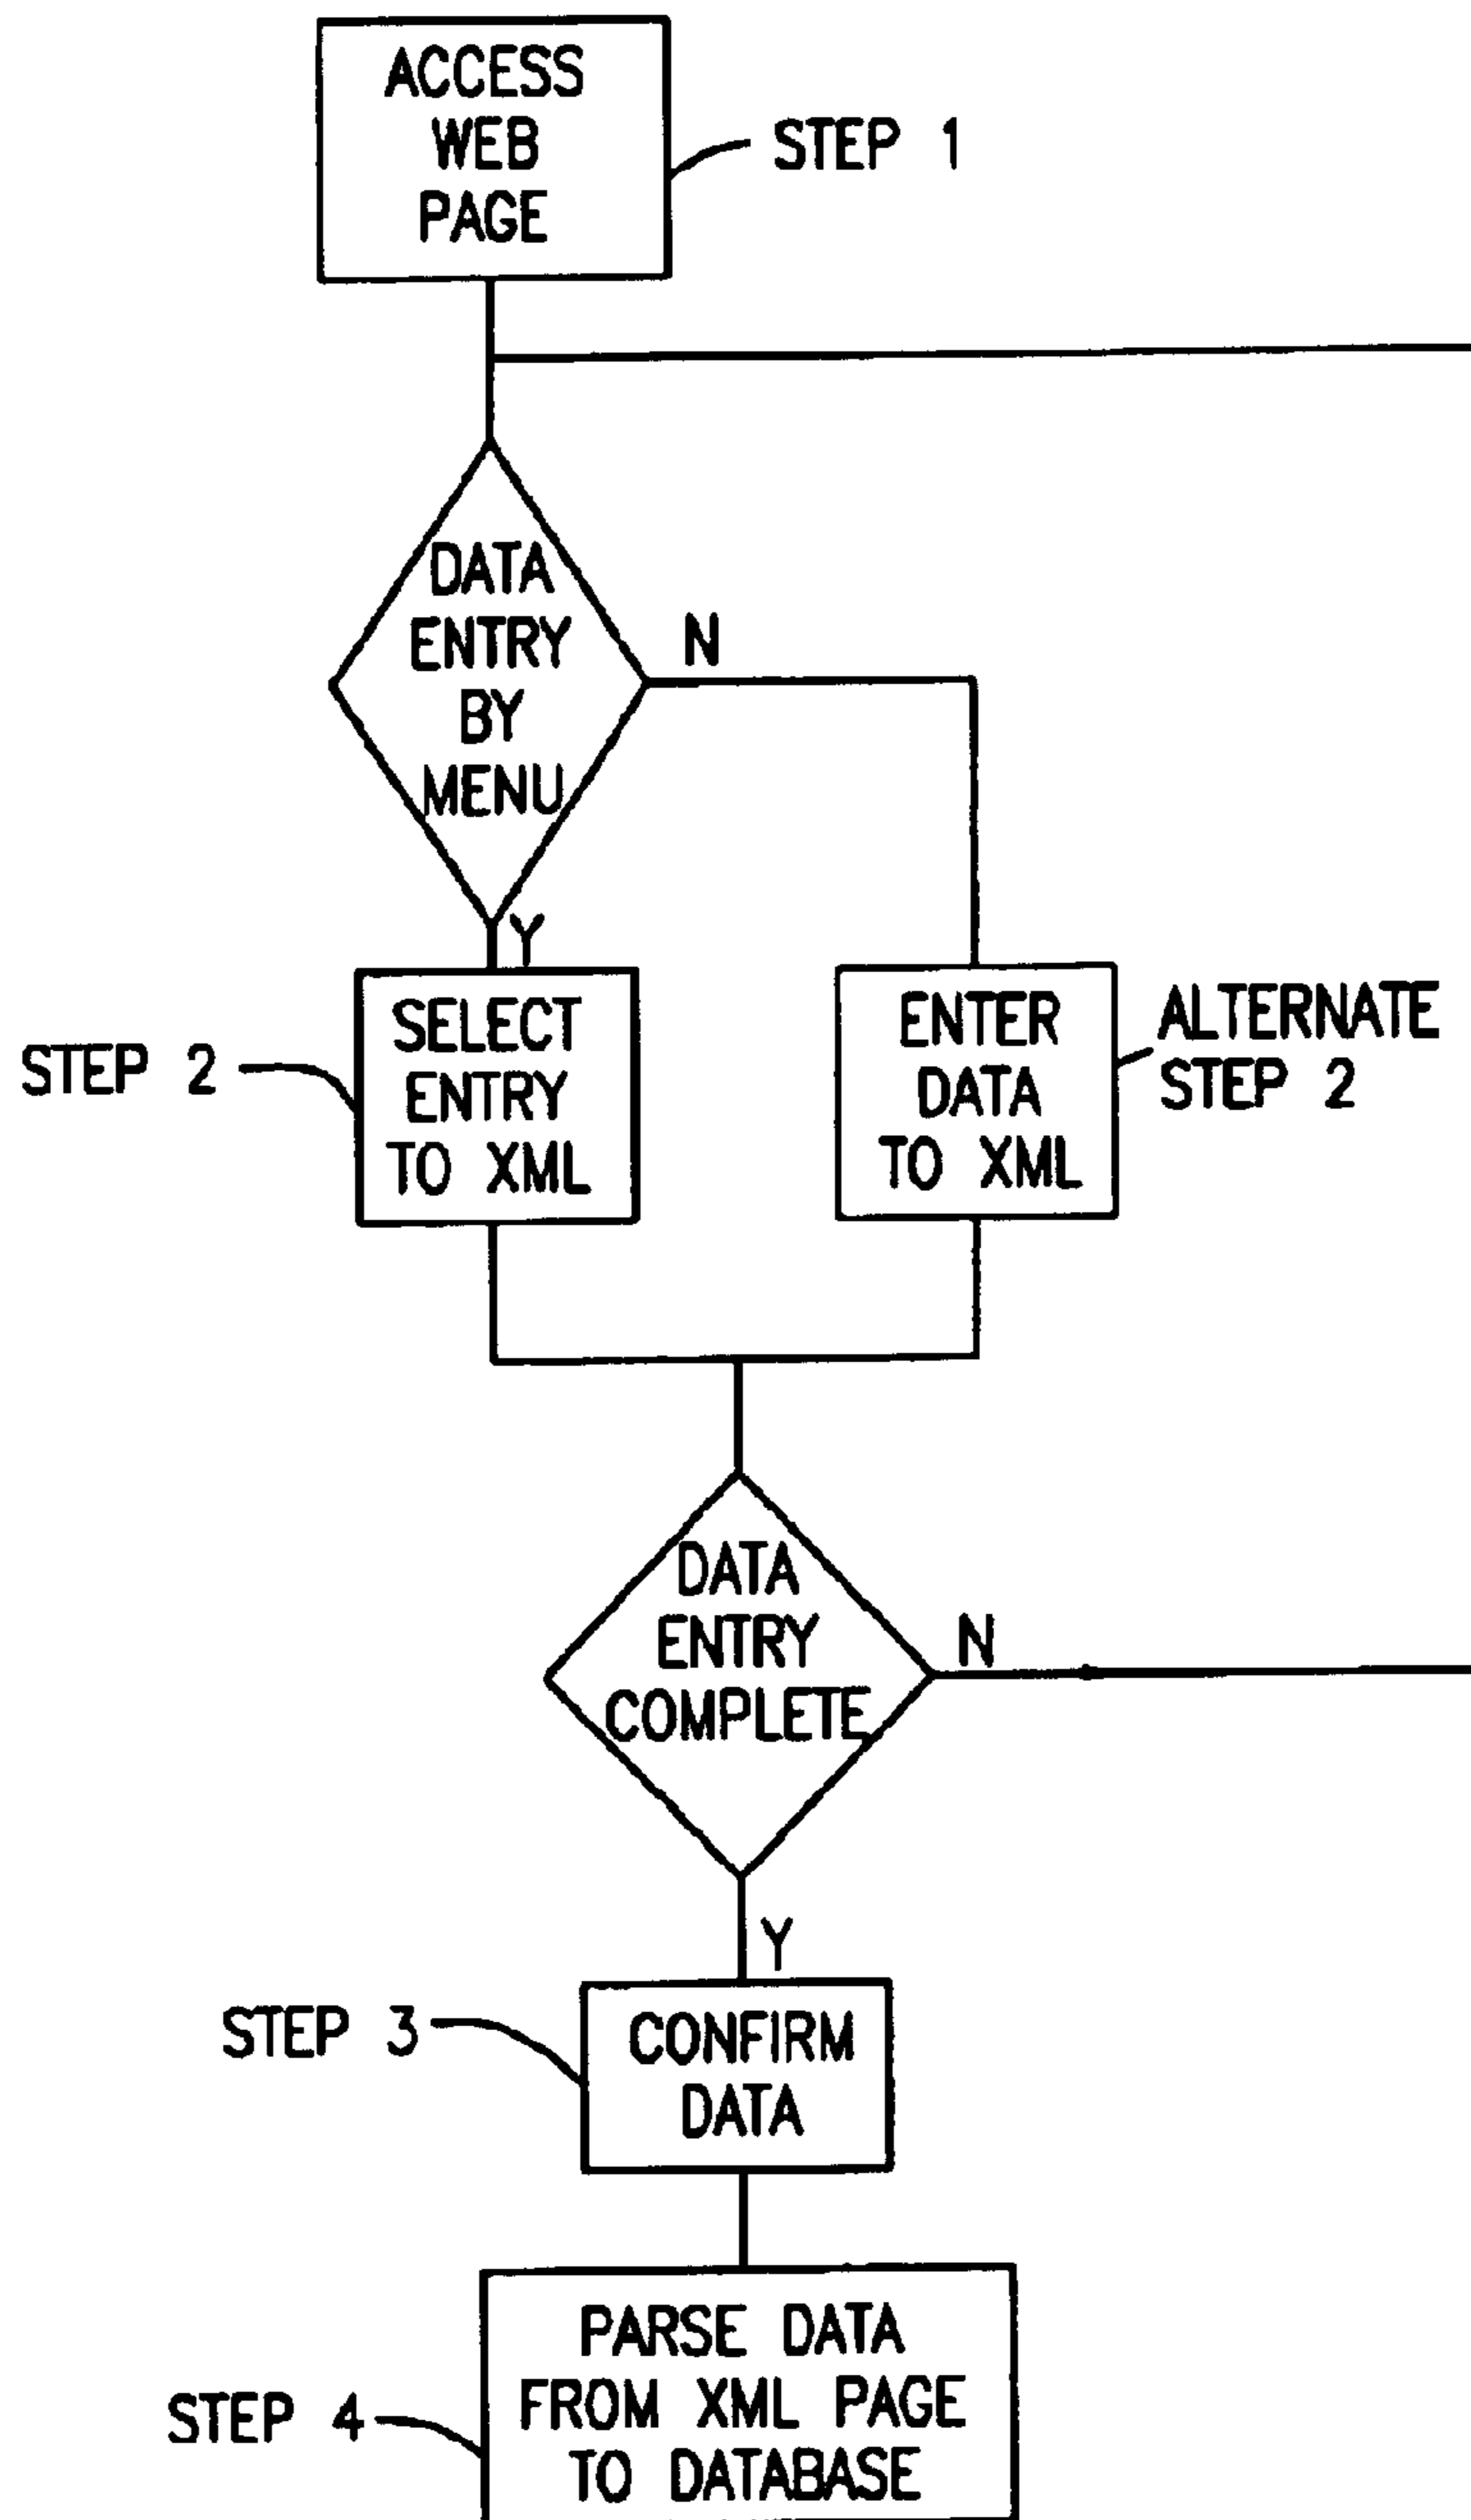 ACCESS
WEB
PAGE
STEP 1
DATA
ENTRY
BY
MENU
N
Y
SELECT
ENTRY
TO XML
STEP 2
ENTER
DATA
TO XML
ALTERNATE
STEP 2
DATA
ENTRY
COMPLETE
N
Y
STEP 3
CONFIRM
DATA
STEP 4
PARSE DATA
FROM XML PAGE
TO DATABASE